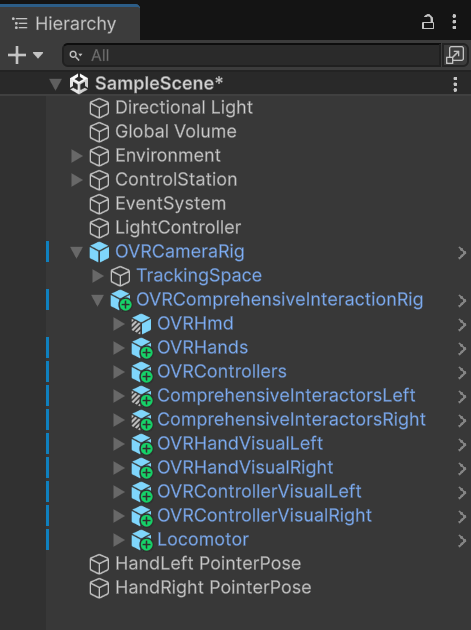 Hierarchy
All
SampleScene*
Directional Light
Global Volume
Environment
ControlStation
EventSystem
LightController
OVRCameraRig
TrackingSpace
OVRComprehensiveInteractionRig
OVRHmd
OVRHands
OVRControllers
ComprehensiveInteractorsLeft
ComprehensiveInteractorsRight
OVRHandVisualLeft
OVRHandVisualRight
OVRControllerVisualLeft
OVRControllerVisualRight
Locomotor
HandLeft PointerPose
HandRight PointerPose